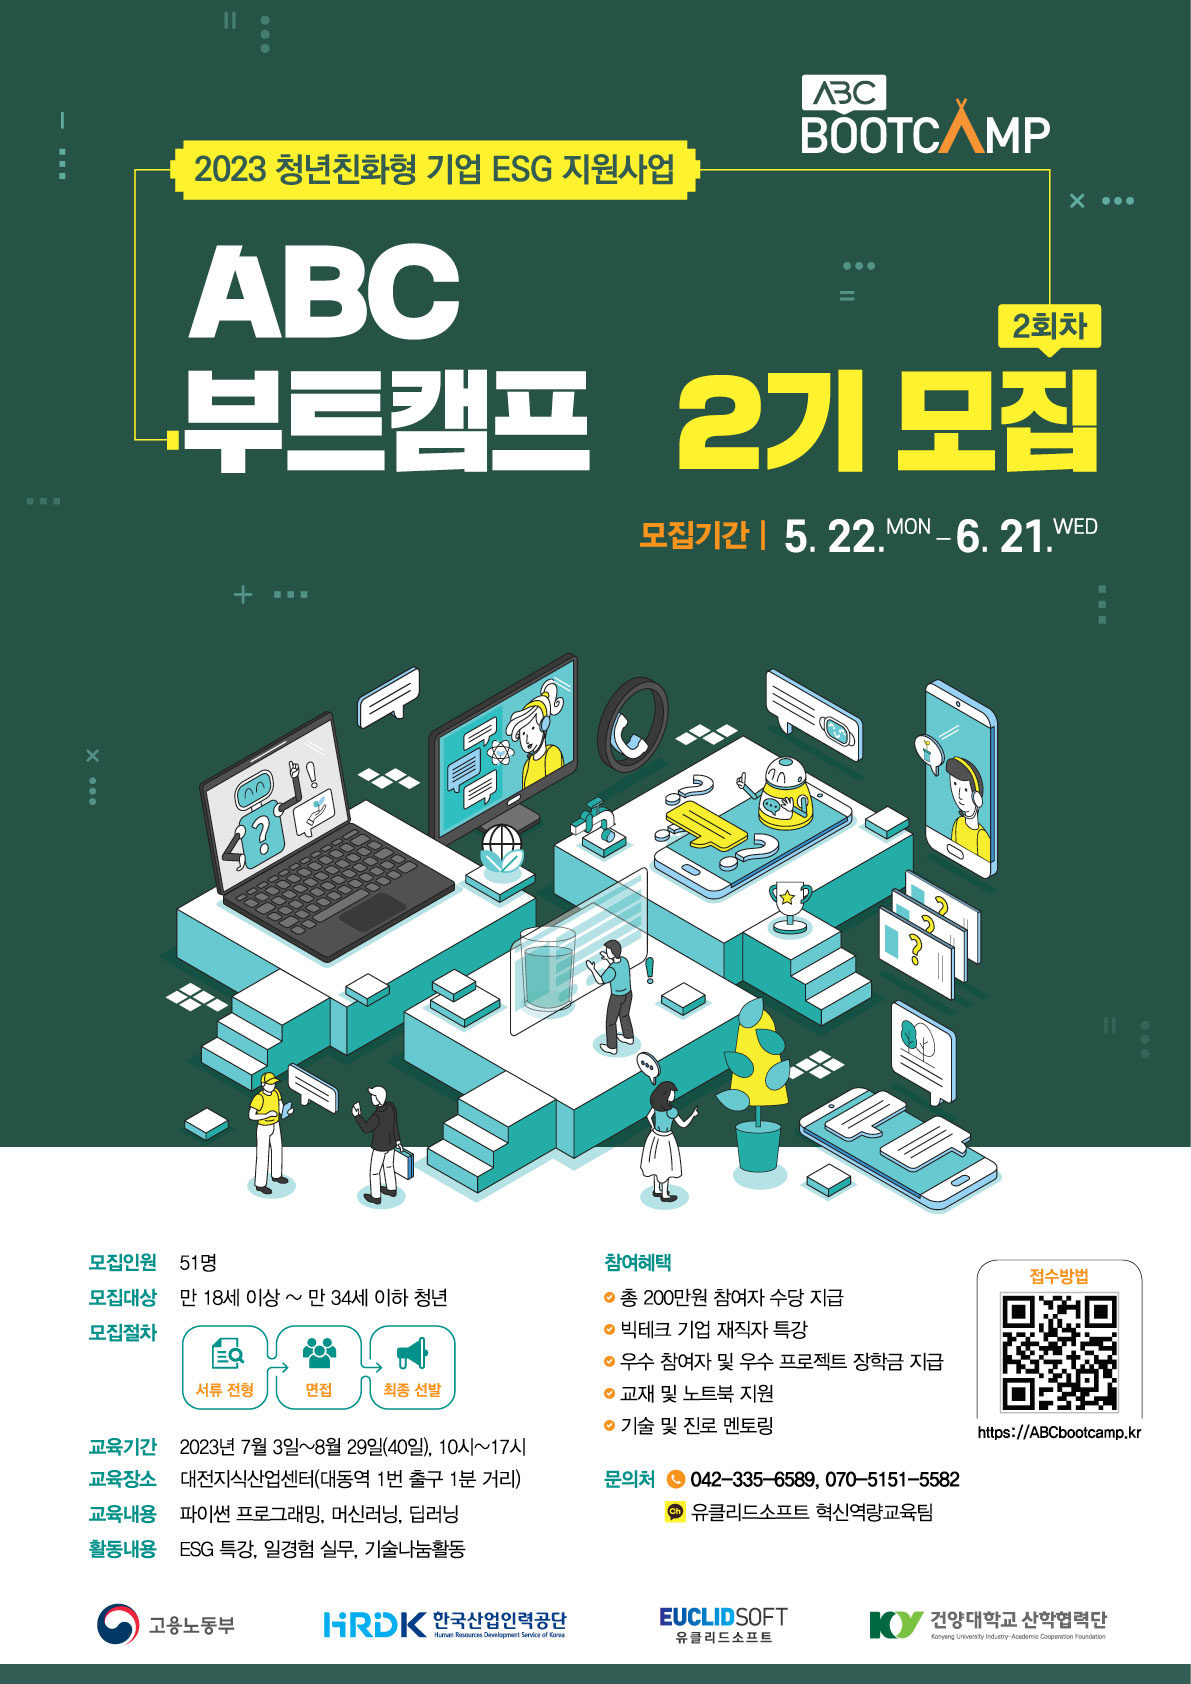 ABC
BOOTCAMP
2023 청년친화형 기업 ESG 지원사업
ABC
부트캠프
2회차
2기 모집
모집기간 | 5. 22.MON – 6. 21.WED
모집인원 51명
모집대상 만 18세 이상 ~ 만 34세 이하 청년
모집절차
서류 전형 면접 최종 선발
교육기간 2023년 7월 3일~8월 29일(40일), 10시~17시
교육장소 대전지식산업센터(대동역 1번 출구 1분 거리)
교육내용 파이썬 프로그래밍, 머신러닝, 딥러닝
활동내용 ESG 특강, 일경험 실무, 기술나눔활동
참여혜택
총 200만원 참여자 수당 지급
빅테크 기업 재직자 특강
우수 참여자 및 우수 프로젝트 장학금 지급
교재 및 노트북 지원
기술 및 진로 멘토링
문의처 042-335-6589, 070-5151-5582
Ch 유클리드소프트 혁신역량교육팀
접수방법
https://ABCbootcamp.kr
고용노동부
HRDK 한국산업인력공단
Human Resources Development Service of Korea
EUCLIDSOFT
유클리드소프트
KY 건양대학교 산학협력단
Konyang University Industry-Academic Cooperation Foundation